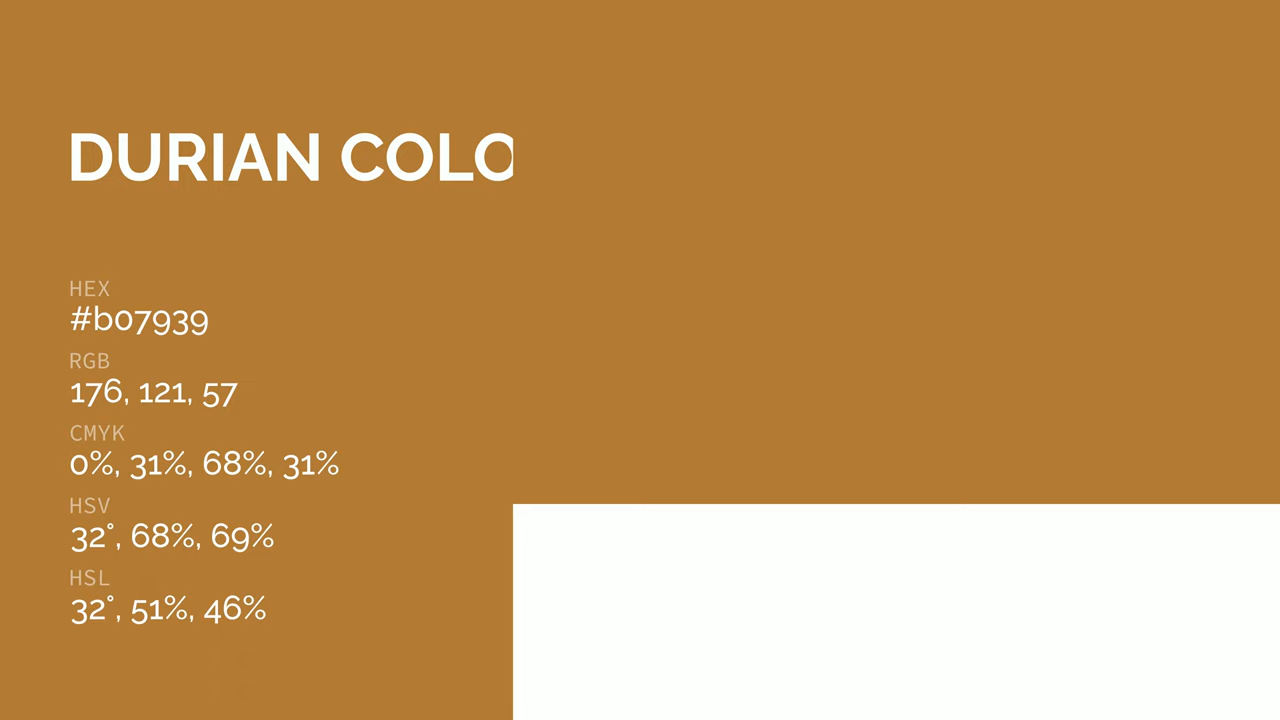 DURIAN COLO
HEX
#b07939
RGB
176, 121, 57
CMYK
0%, 31%, 68%, 31%
HSV
32°, 68%, 69%
HSL
32°, 51%, 46%